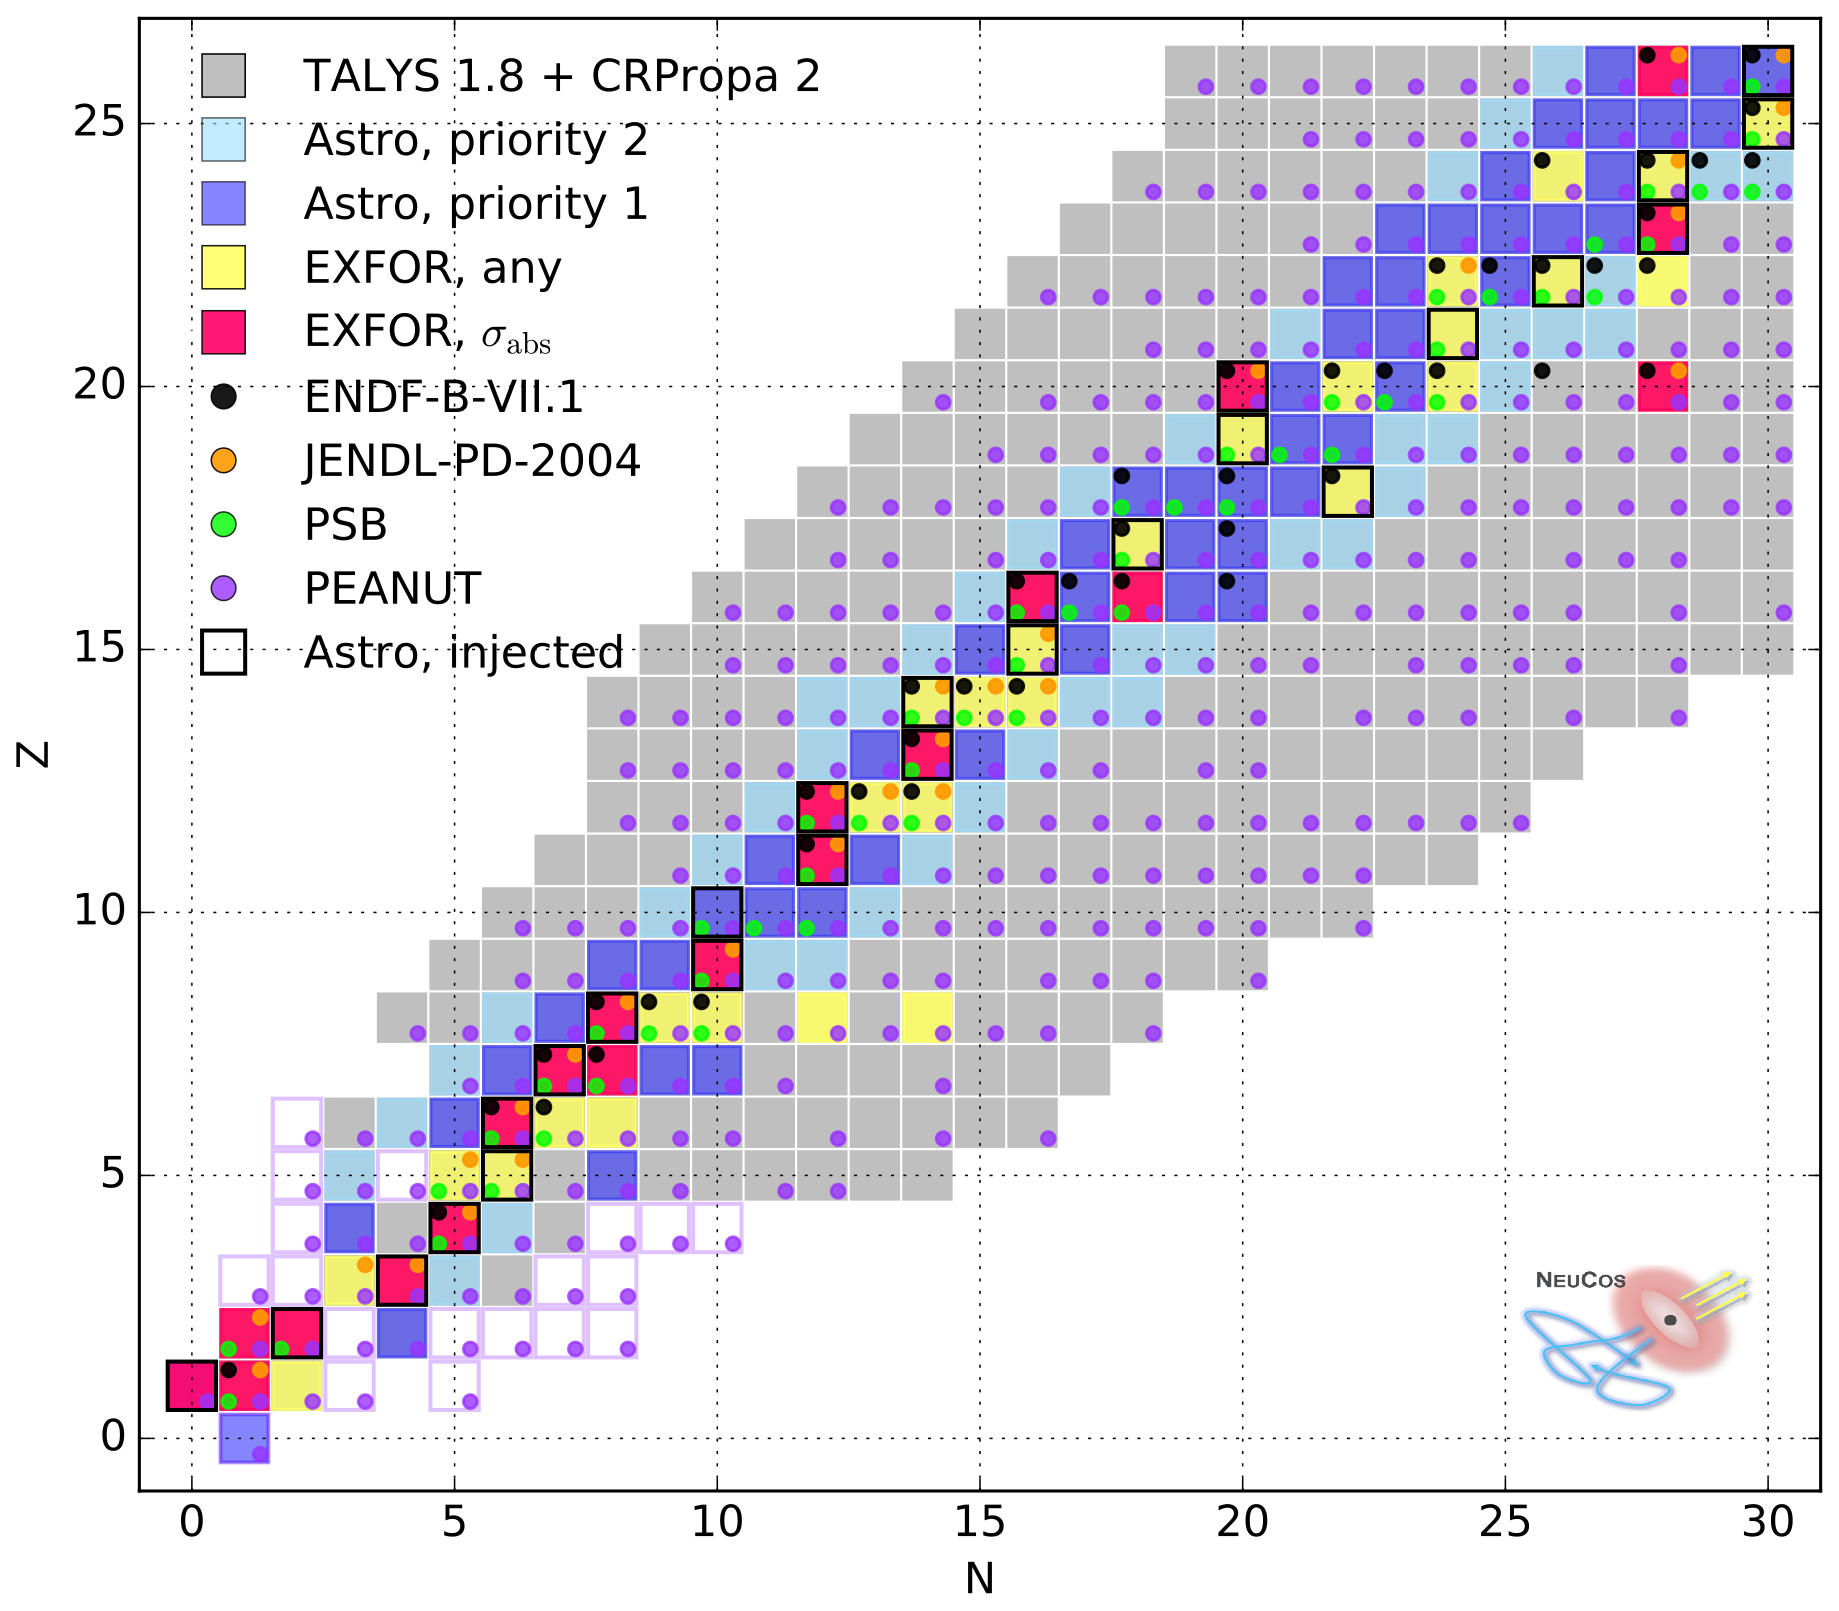 TALYS 1.8 + CRPropa 2
Astro, priority 2
Astro, priority 1
EXFOR, any
EXFOR, σabs
ENDF-B-VII.1
JENDL-PD-2004
PSB
PEANUT
Astro, injected
25
20
15
10
5
0
Z
NEUCOS
0 5 10 15 20 25 30
N